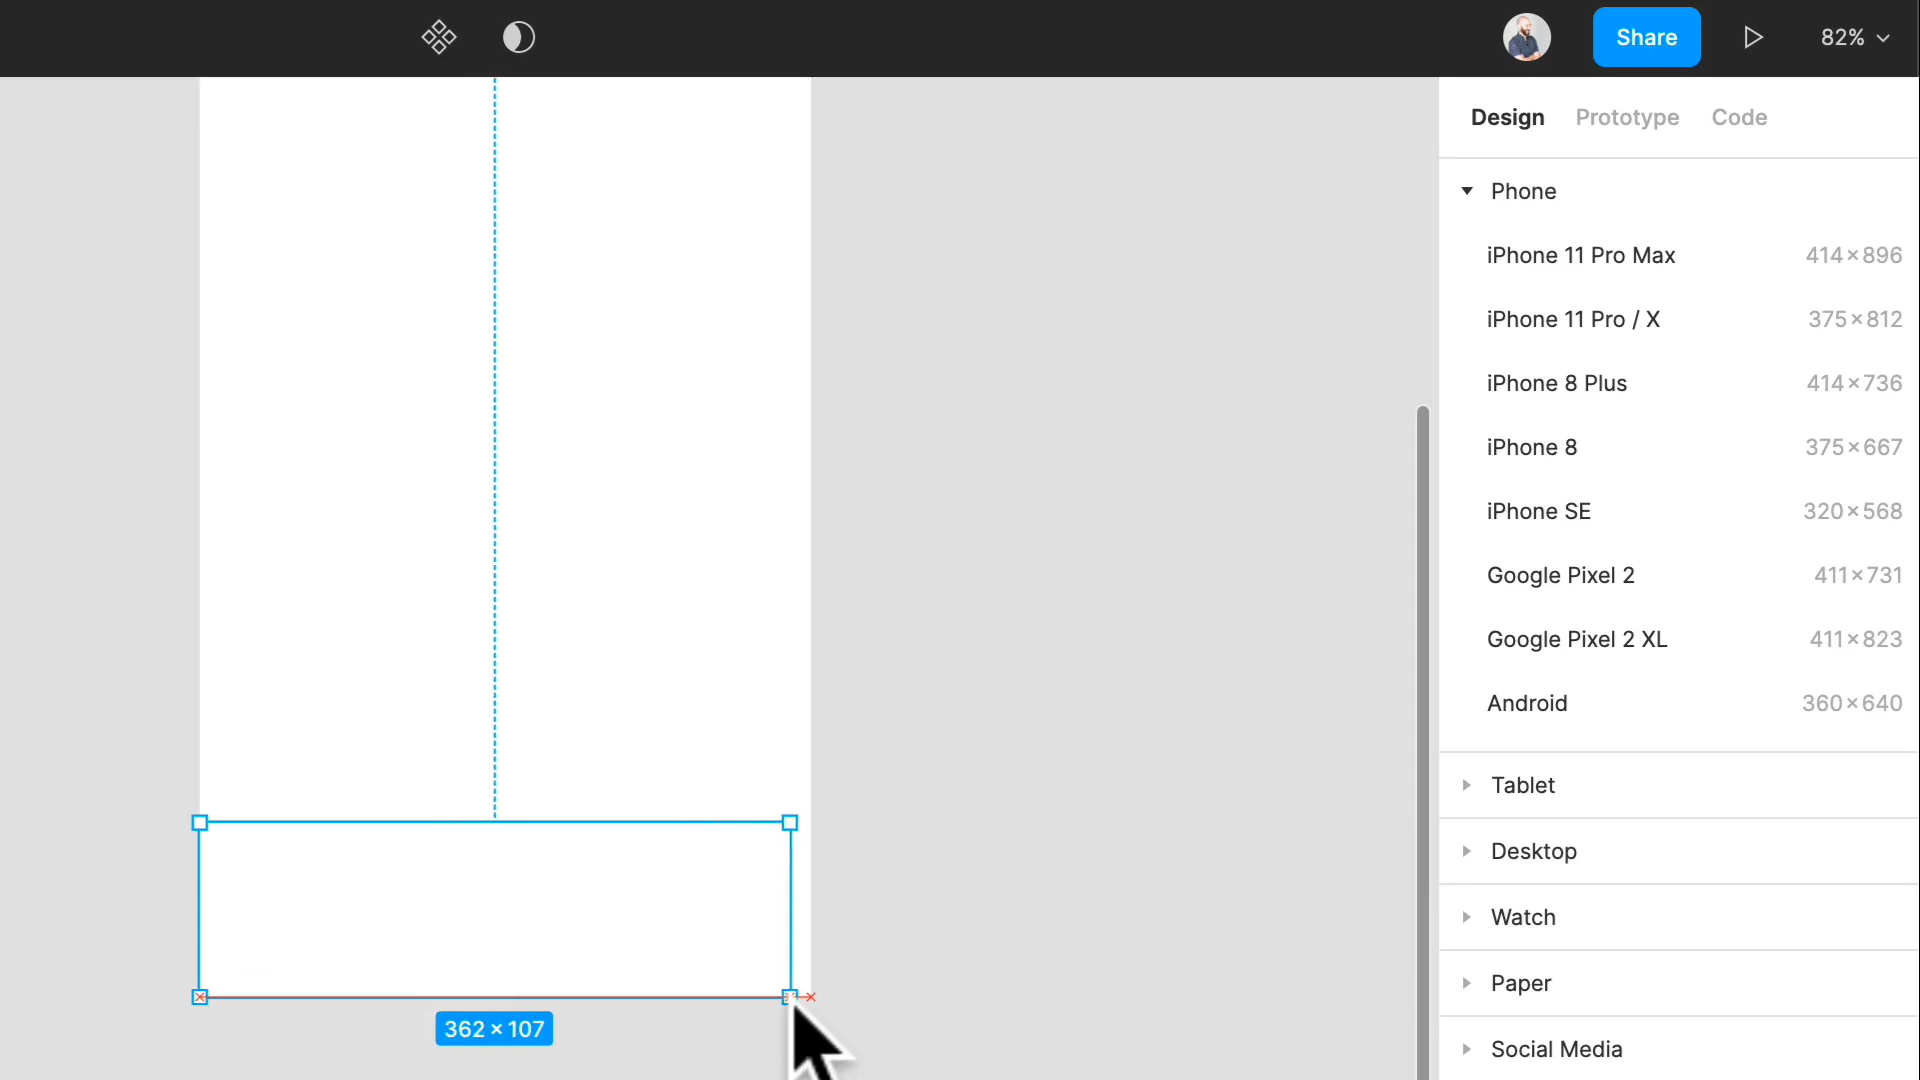 Share
82%
Design Prototype Code
Phone
iPhone 11 Pro Max 414×896
iPhone 11 Pro / X 375×812
iPhone 8 Plus 414×736
iPhone 8 375×667
iPhone SE 320×568
Google Pixel 2 411×731
Google Pixel 2 XL 411×823
Android 360×640
Tablet
Desktop
Watch
Paper
362 × 107
Social Media